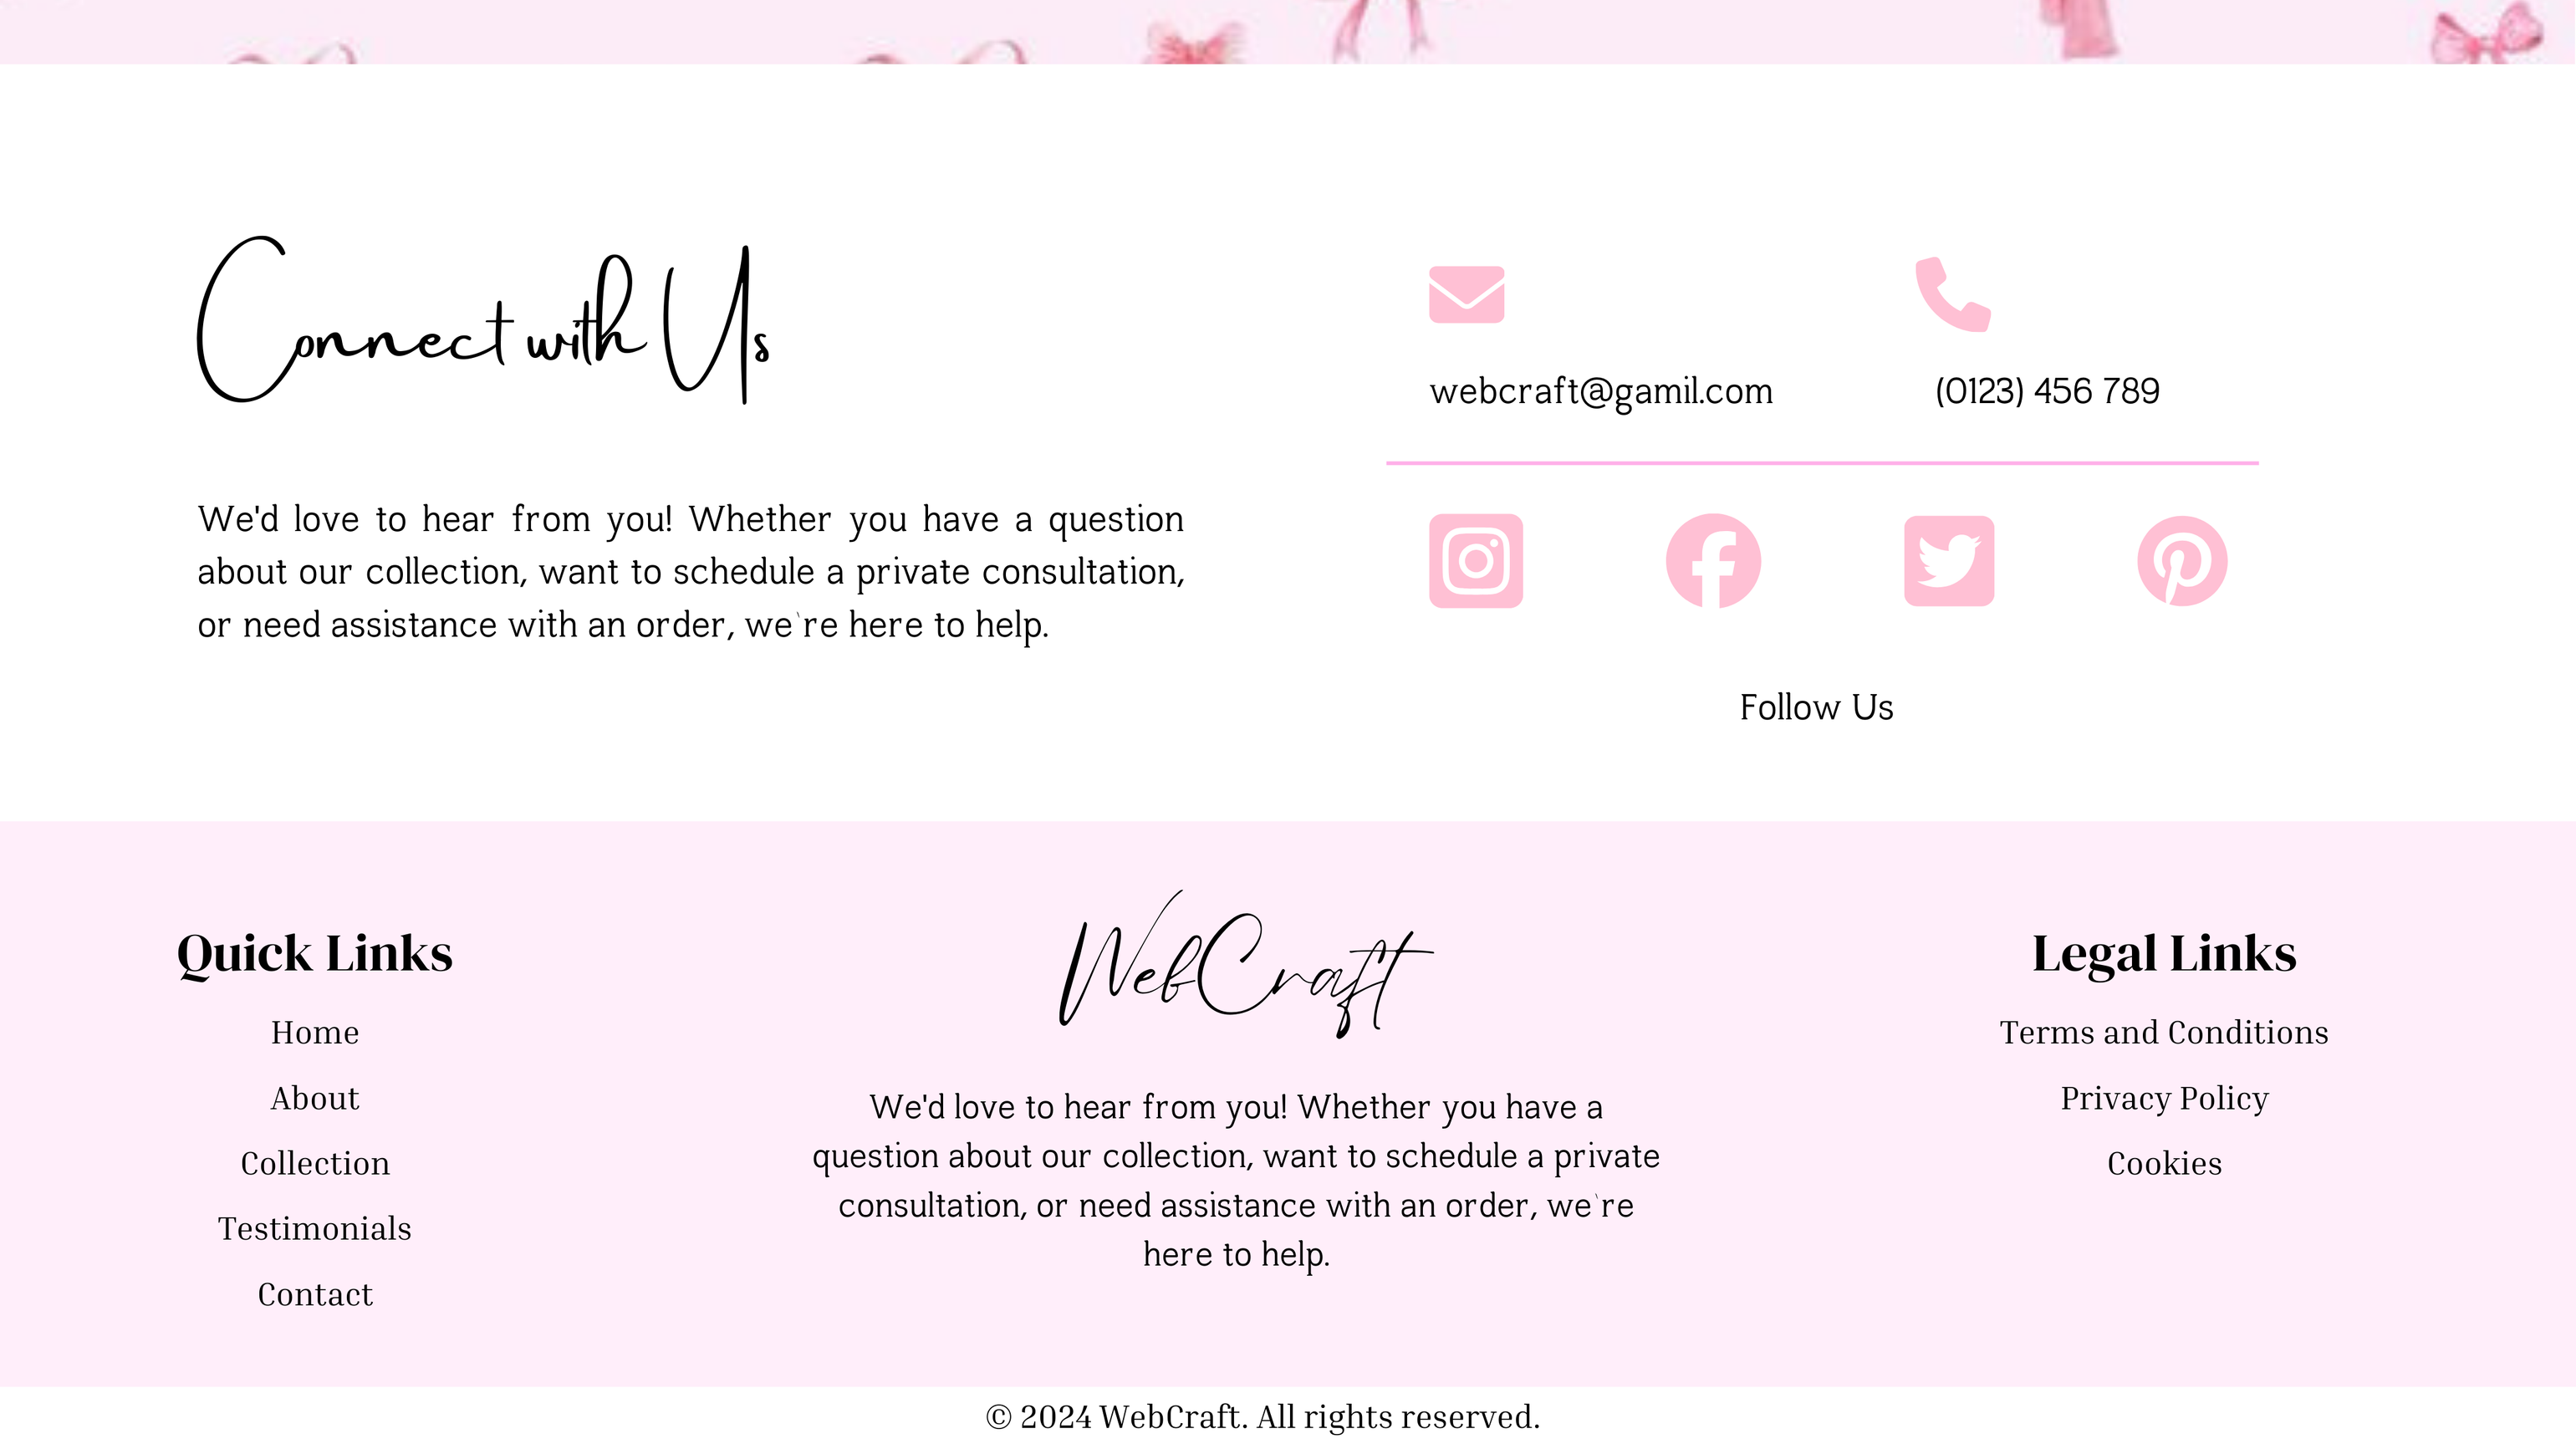 Connect with Us
We'd love to hear from you! Whether you have a question
about our collection, want to schedule a private consultation,
or need assistance with an order, we`re here to help.
webcraft@gamil.com
(0123) 456 789
Follow Us
Quick Links
Home
About
Collection
Testimonials
Contact
WebCraft
We'd love to hear from you! Whether you have a
question about our collection, want to schedule a private
consultation, or need assistance with an order, we`re
here to help.
Legal Links
Terms and Conditions
Privacy Policy
Cookies
© 2024 WebCraft. All rights reserved.